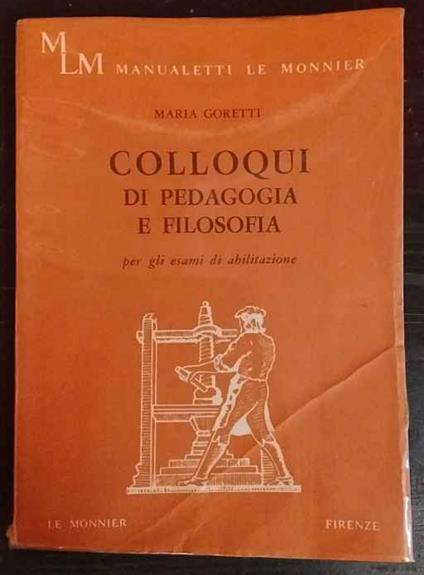 MLM MANUALETTI LE MONNIER
MARIA GORETTI
COLLOQUI
DI PEDAGOGIA
E FILOSOFIA
per gli esami di abilitazione
LE MONNIER FIRENZE